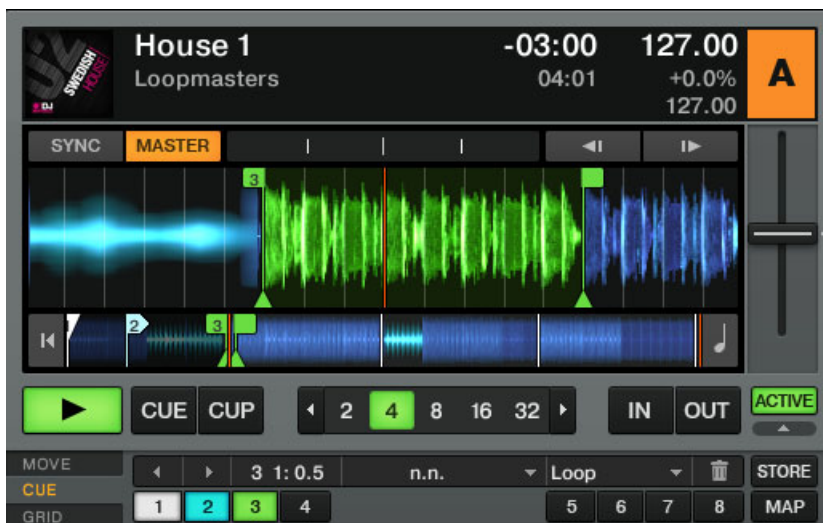 02
SWEDISH
HOUSE
DJ
House 1 -03:00 127.00 A
Loopmasters 04:01 +0.0%
127.00
SYNC MASTER
3
2 3
CUE CUP 2 4 8 16 32 IN OUT ACTIVE
MOVE 3 1: 0.5 n.n. Loop STORE
CUE
1 2 3 4 5 6 7 8 MAP
GRID